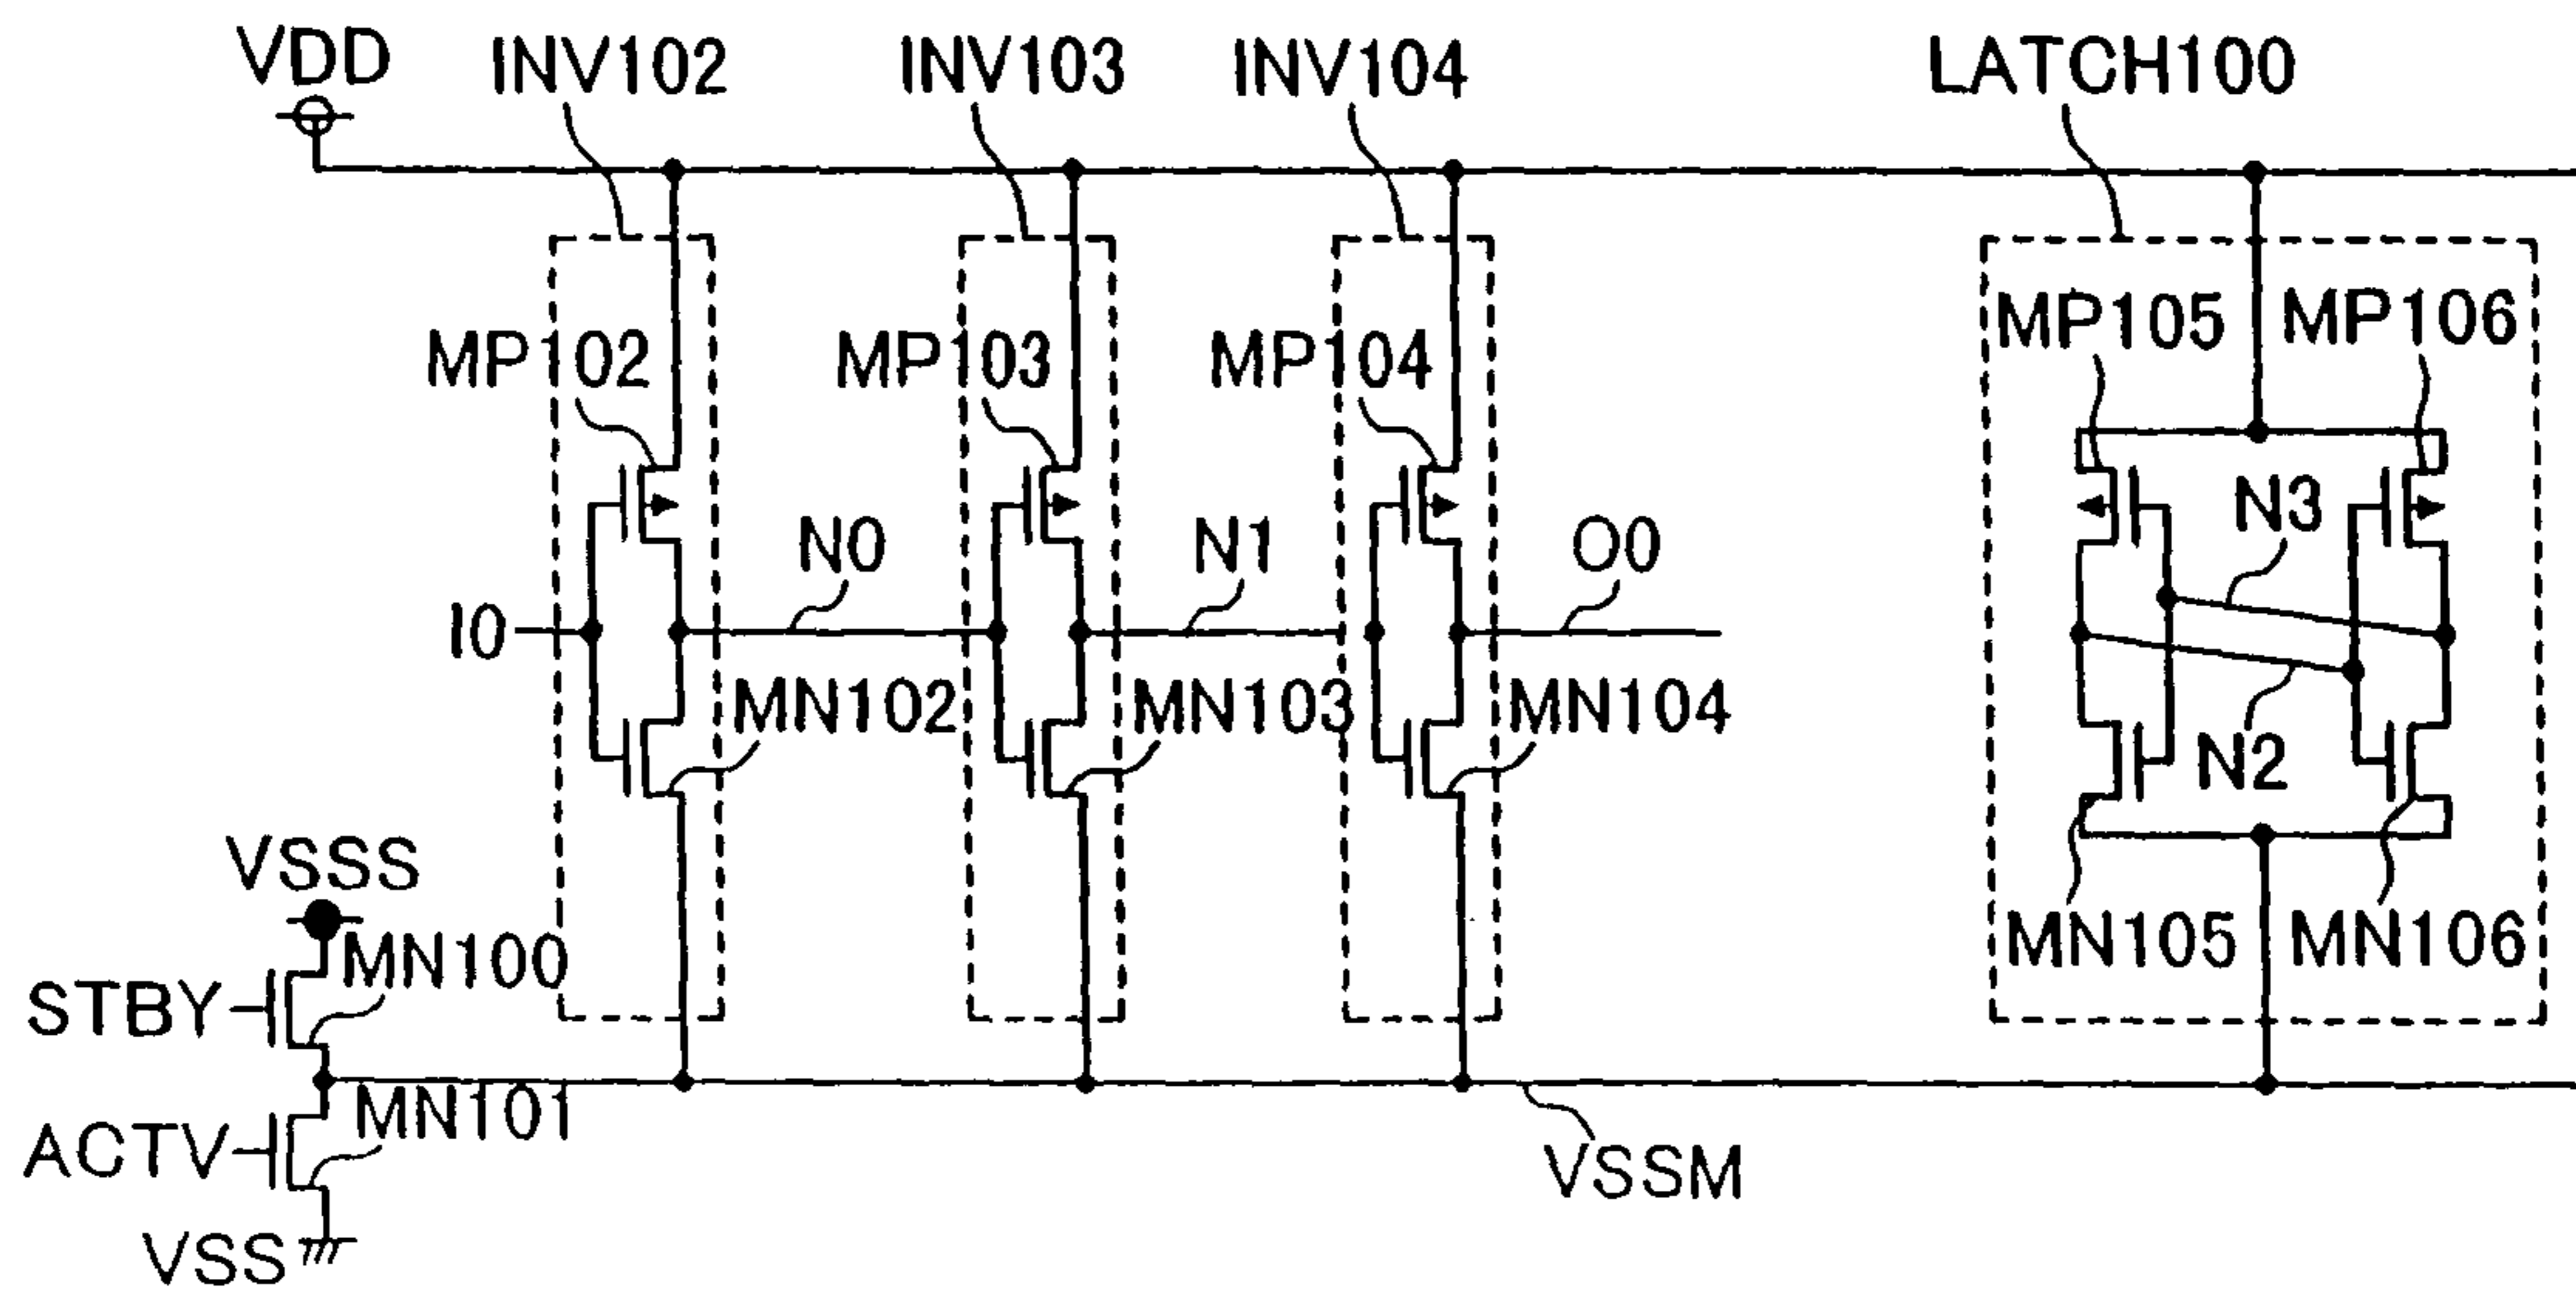 VDD
INV102
INV103
INV104
LATCH100
MP102
MP103
MP104
MP105
MP106
I0
N0
N1
O0
N3
N2
MN102
MN103
MN104
MN105
MN106
VSSS
STBY
MN100
ACTV
MN101
VSS
VSSM